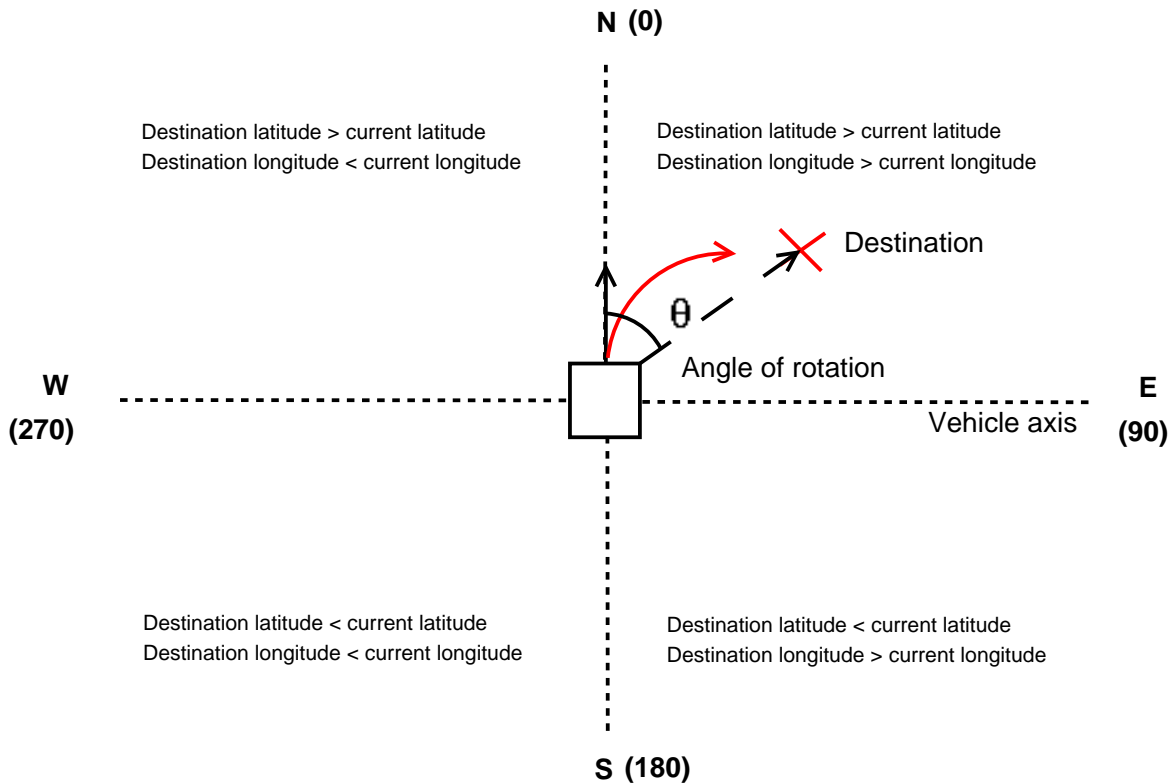 N (0)
Destination latitude > current latitude
Destination longitude < current longitude
Destination latitude > current latitude
Destination longitude > current longitude
Destination
θ
Angle of rotation
W
(270)
E
(90)
Vehicle axis
Destination latitude < current latitude
Destination longitude < current longitude
Destination latitude < current latitude
Destination longitude > current longitude
S (180)